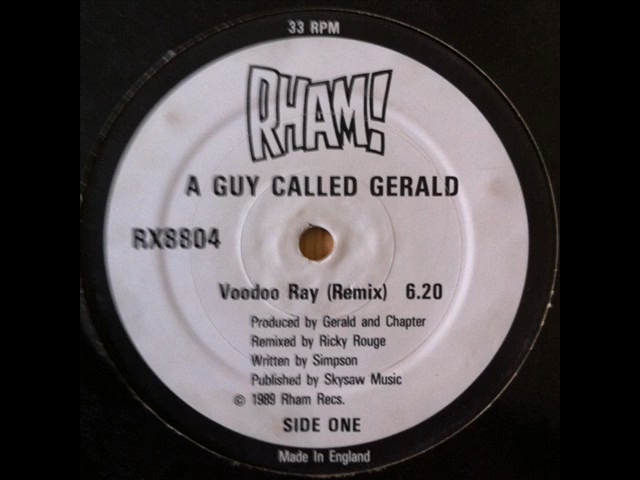 33 RPM
RHAM!
A GUY CALLED GERALD
RX8804
Voodoo Ray (Remix) 6.20
Produced by Gerald and Chapter
Remixed by Ricky Rouge
Written by Simpson
Published by Skysaw Music
© 1989 Rham Recs.
SIDE ONE
Made In England